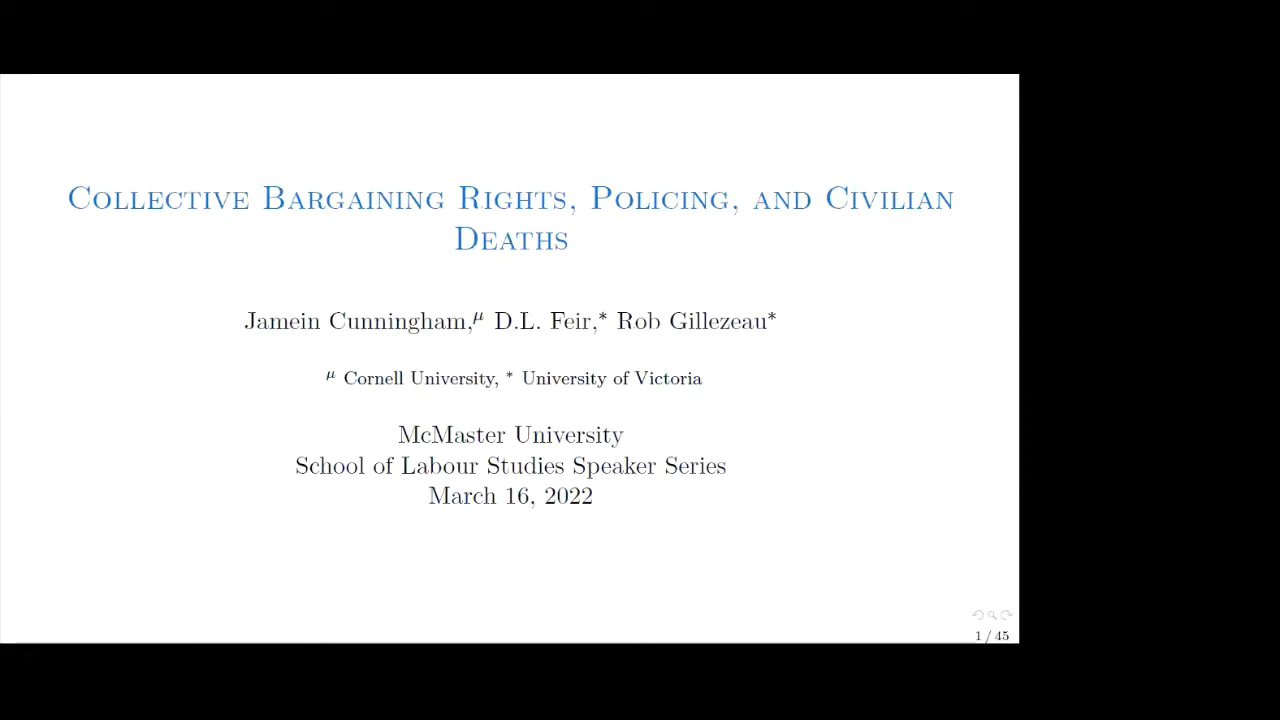 Collective Bargaining Rights, Policing, and Civilian
Deaths
Jamein Cunningham,μ D.L. Feir,* Rob Gillezeau*
μ Cornell University, * University of Victoria
McMaster University
School of Labour Studies Speaker Series
March 16, 2022
1 / 45